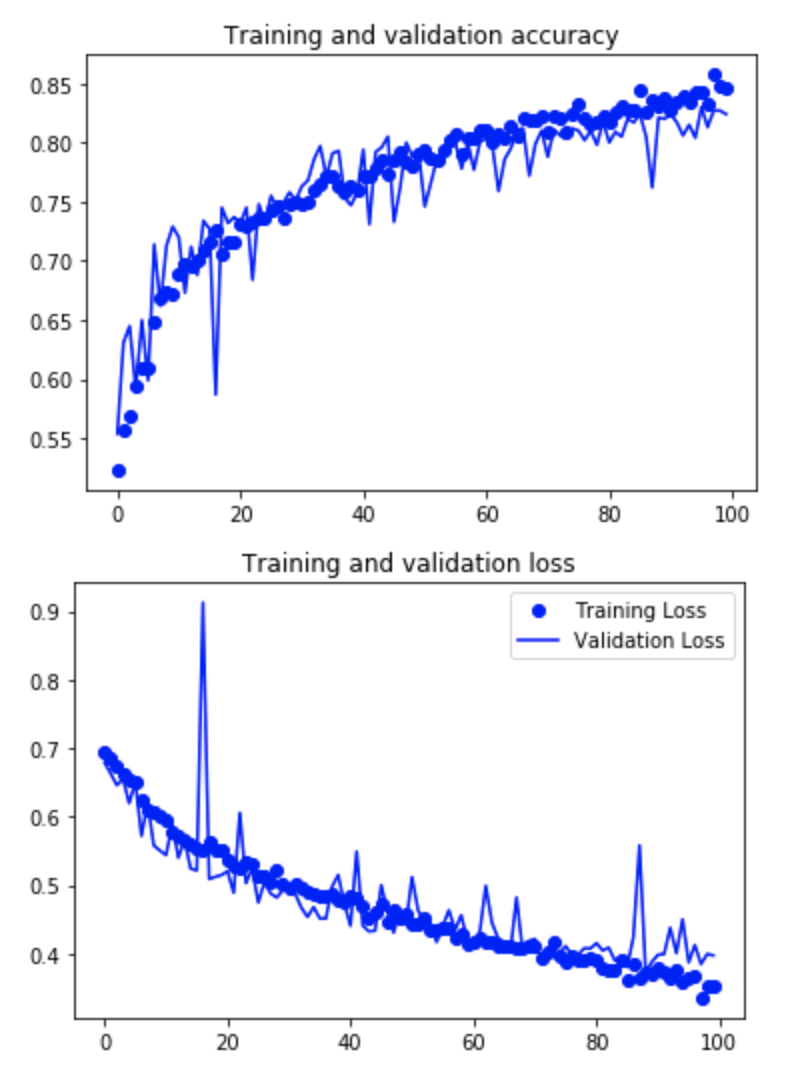 Training and validation accuracy
0.85
0.80
0.75
0.70
0.65
0.60
0.55
0 20 40 60 80 100
Training and validation loss
0.9
Training Loss
Validation Loss
0.8
0.7
0.6
0.5
0.4
0 20 40 60 80 100